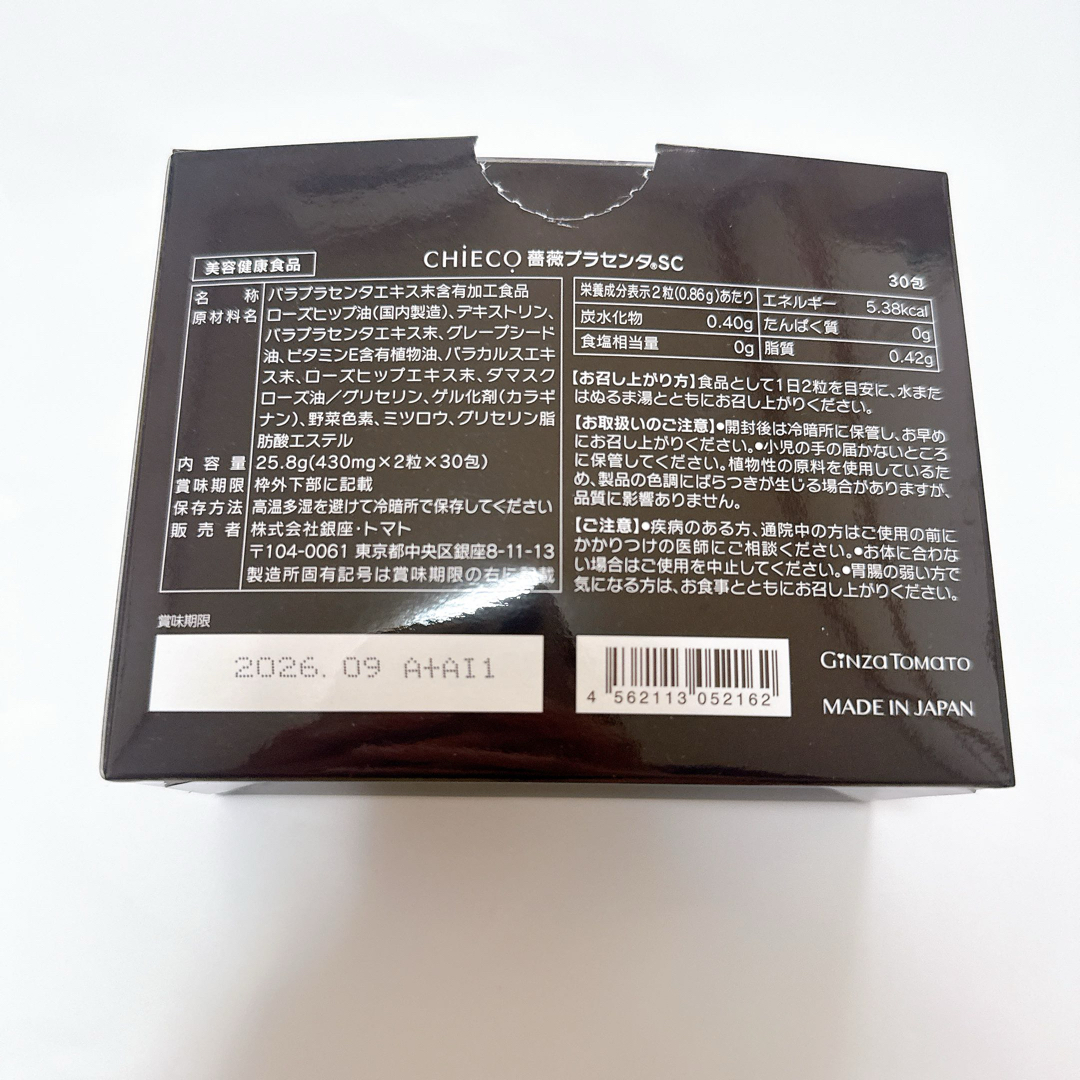 美容健康食品
CHiECO 薔薇プラセンタ®SC
30包
名称 バラプラセンタエキス末含有加工食品
原材料名 ローズヒップ油(国内製造)、デキストリン、
バラプラセンタエキス末、グレープシード
油、ビタミンE含有植物油、バラカルスエキ
ス末、ローズヒップエキス末、ダマスク
ローズ油／グリセリン、ゲル化剤(カラギ
ナン)、野菜色素、ミツロウ、グリセリン脂
肪酸エステル
内容量 25.8g(430mg×2粒×30包)
賞味期限 枠外下部に記載
保存方法 高温多湿を避けて冷暗所で保存してください
販売者 株式会社銀座・トマト
〒104-0061 東京都中央区銀座8-11-13
製造所固有記号は賞味期限の右に記載
栄養成分表示2粒(0.86g)あたり エネルギー 5.38kcal
炭水化物 0.40g たんぱく質 0g
食塩相当量 0g 脂質 0.42g
【お召し上がり方】食品として1日2粒を目安に、水また
はぬるま湯とともにお召し上がりください。
【お取扱いのご注意】●開封後は冷暗所に保管し、お早め
にお召し上がりください。●小児の手の届かないところ
に保管してください。植物性の原料を使用しているた
め、製品の色調にばらつきが生じる場合がありますが、
品質に影響ありません。
【ご注意】●疾病のある方、通院中の方はご使用の前に
かかりつけの医師にご相談ください。●お体に合わな
い場合はご使用を中止してください。●胃腸の弱い方で
気になる方は、お食事とともにお召し上がりください。
賞味期限
2026.09 A+AI1
4 562113 052162
GINZA TOMATO
MADE IN JAPAN